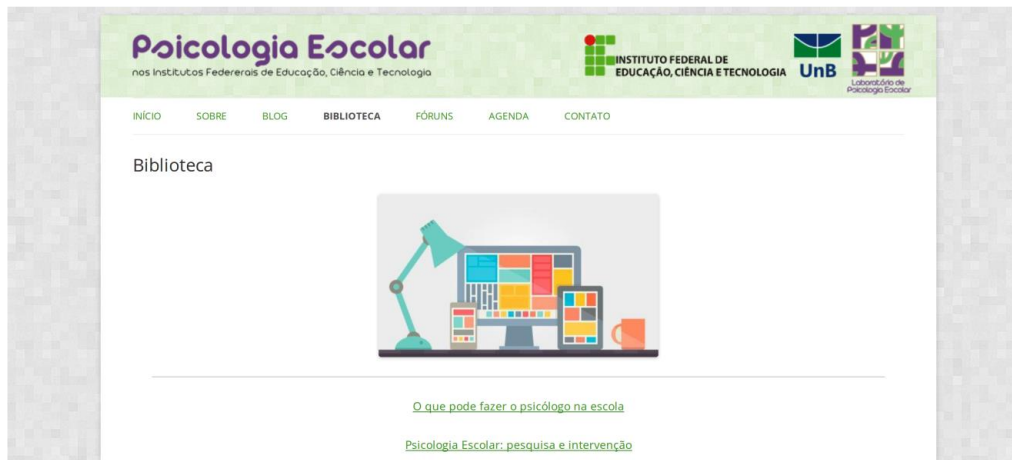 Psicologia Escolar
nos Institutos Federerais de Educação, Ciência e Tecnologia
INSTITUTO FEDERAL DE
EDUCAÇÃO, CIÊNCIA E TECNOLOGIA
UnB
Laboratório de
Psicologia Escolar
INÍCIO SOBRE BLOG BIBLIOTECA FÓRUNS AGENDA CONTATO
Biblioteca
O que pode fazer o psicólogo na escola
Psicologia Escolar: pesquisa e intervenção